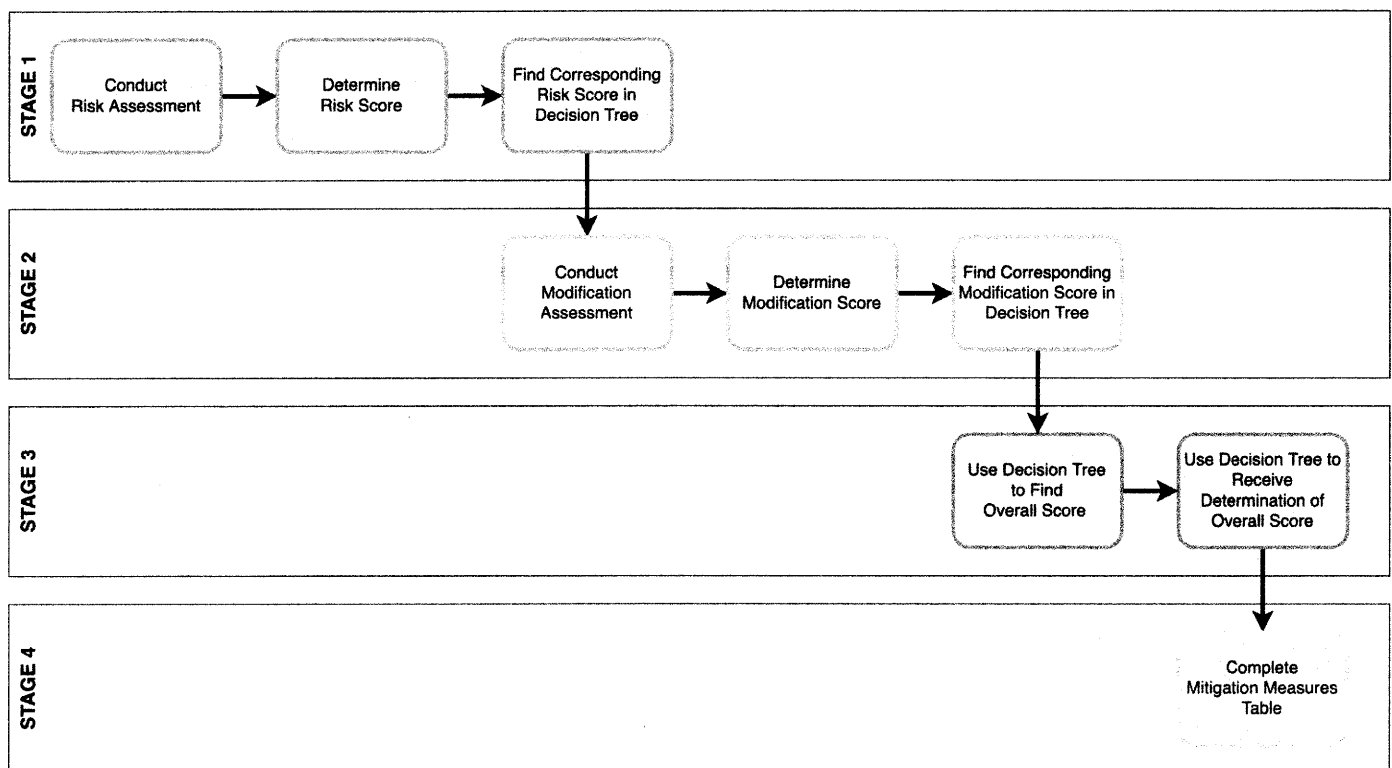 STAGE 1
Conduct
Risk Assessment
Determine
Risk Score
Find Corresponding
Risk Score in
Decision Tree
STAGE 2
Conduct
Modification
Assessment
Determine
Modification Score
Find Corresponding
Modification Score in
Decision Tree
STAGE 3
Use Decision Tree
to Find
Overall Score
Use Decision Tree to
Receive
Determination of
Overall Score
STAGE 4
Complete
Mitigation Measures
Table